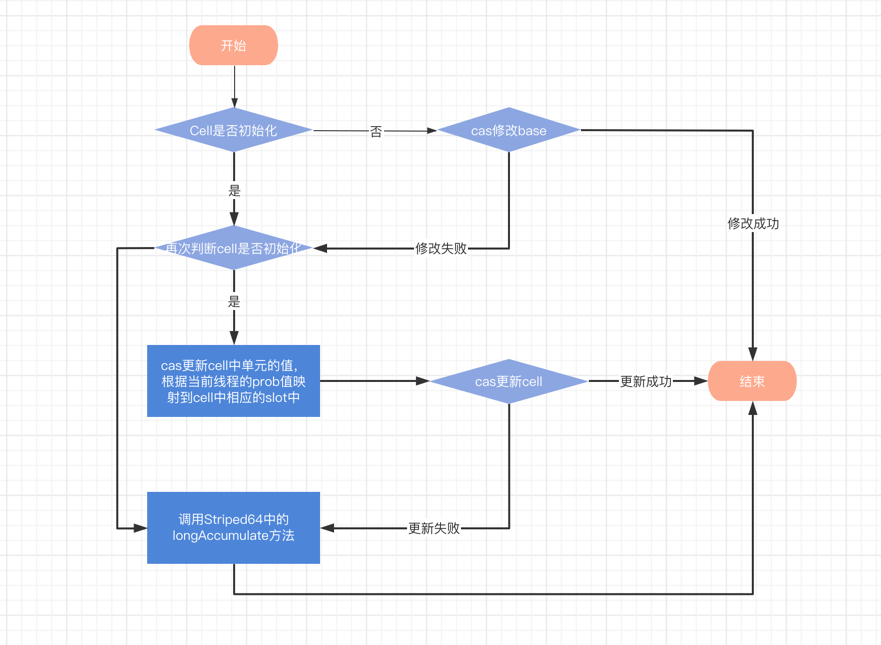 开始
Cell是否初始化
否
cas修改base
是
修改成功
再次判断cell是否初始化
修改失败
是
cas更新cell中单元的值，
根据当前线程的prob值映
射到cell中相应的slot中
cas更新cell
更新成功
结束
调用Striped64中的
longAccumulate方法
更新失败